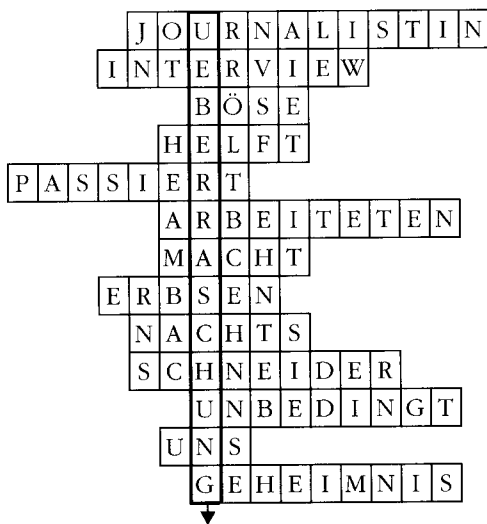 JOURNALISTIN
INTERVIEW
BÖSE
HELFT
PASSIERT
ARBEITETEN
MACHT
ERBSEN
NACHTS
SCHNEIDER
UNBEDINGT
UNS
GEHEIMNIS